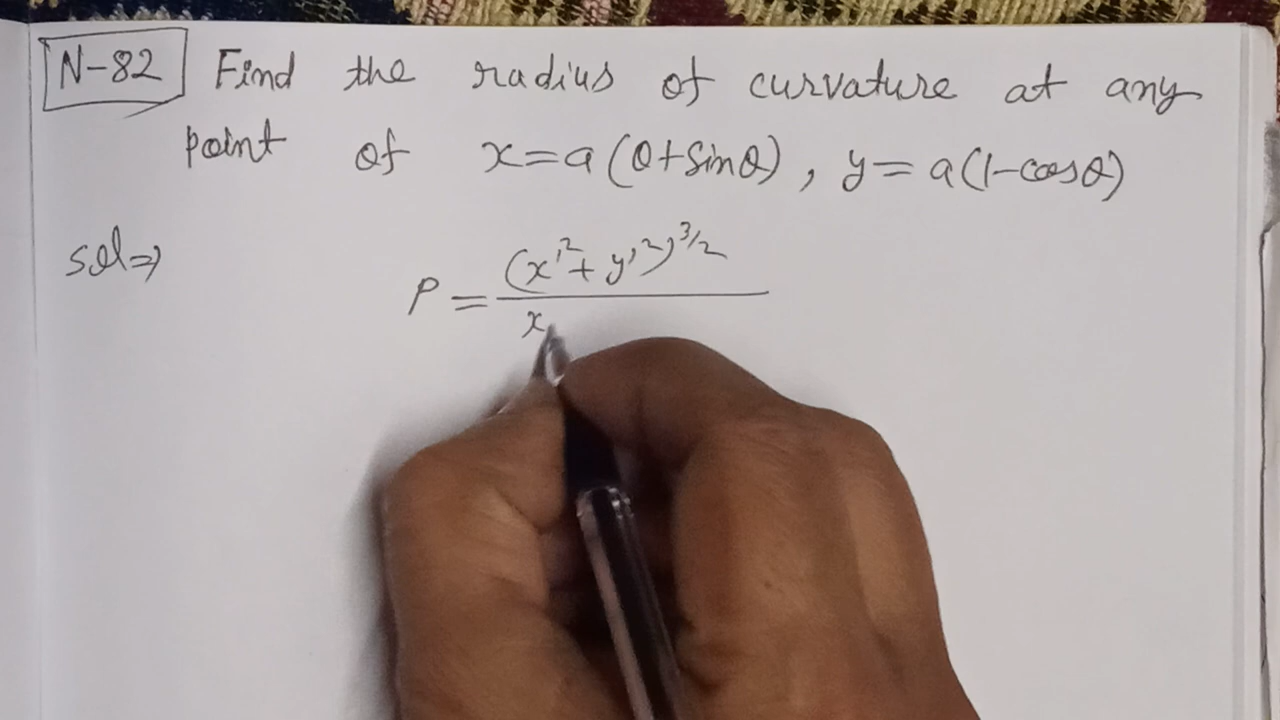 N-82 Find the radius of curvature at any
point of x=a(θ+sinθ), y=a(1-cosθ)
sol⇒
ρ = (x'²+y'²)^3/2
x